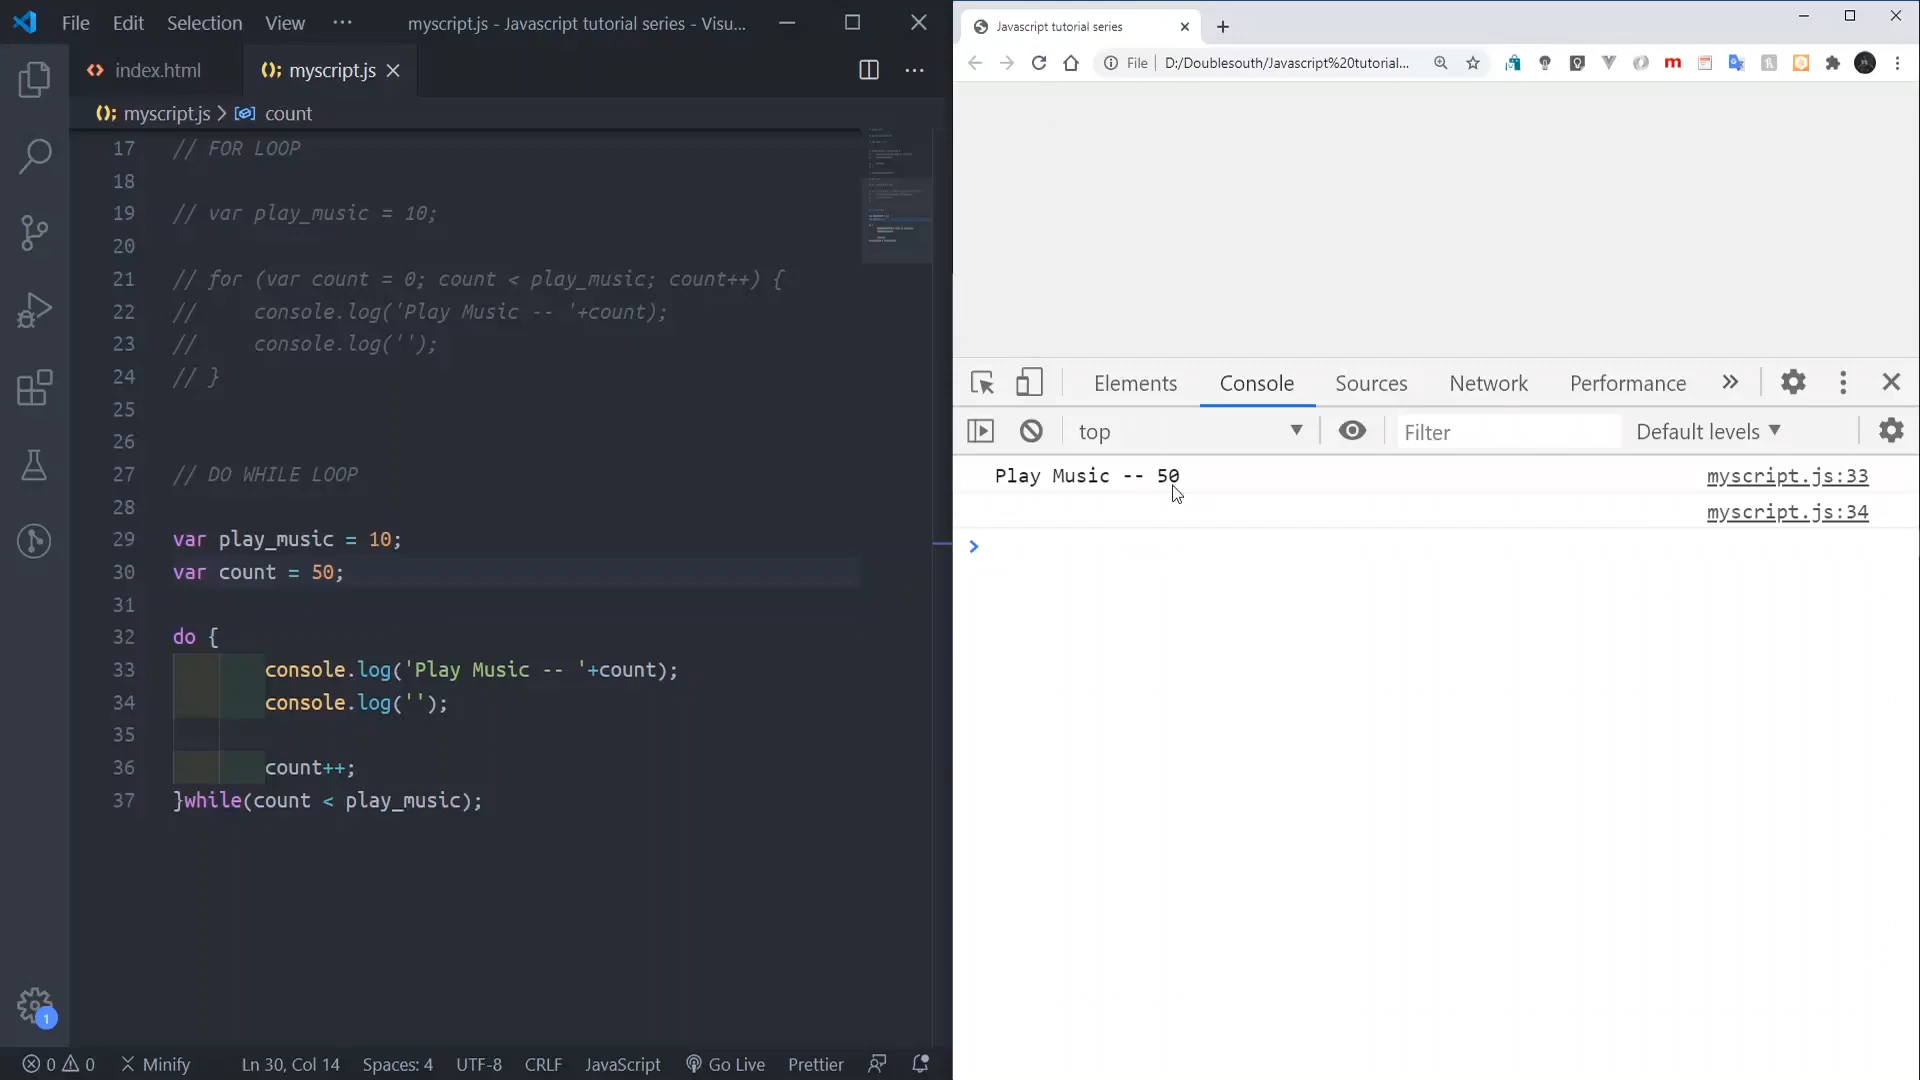 File Edit Selection View ··· myscript.js - Javascript tutorial series - Visu...
index.html
(); myscript.js
(); myscript.js > count
17 // FOR LOOP
18
19 // var play_music = 10;
20
21 // for (var count = 0; count < play_music; count++) {
22 //     console.log('Play Music -- '+count);
23 //     console.log('');
24 // }
25
26
27 // DO WHILE LOOP
28
29 var play_music = 10;
30 var count = 50;
31
32 do {
33         console.log('Play Music -- '+count);
34         console.log('');
35
36         count++;
37 }while(count < play_music);
1
0 0 Minify Ln 30, Col 14 Spaces: 4 UTF-8 CRLF JavaScript Go Live Prettier
Javascript tutorial series
File | D:/Doublesouth/Javascript%20tutorial...
Elements Console Sources Network Performance »
top Filter Default levels
Play Music -- 50 myscript.js:33
myscript.js:34
>